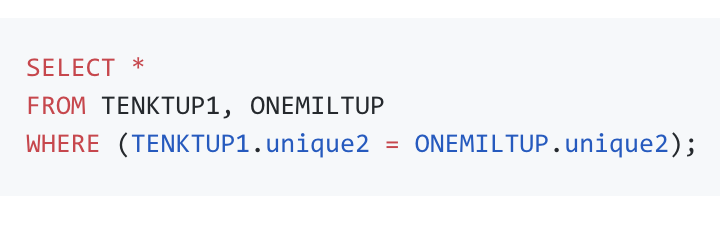 SELECT *
FROM TENKTUP1, ONEMILTUP
WHERE (TENKTUP1.unique2 = ONEMILTUP.unique2);